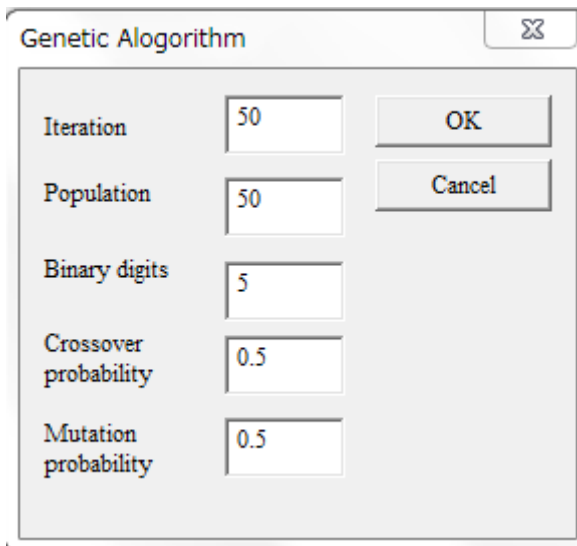 Genetic Alogorithm
Iteration
50
OK
Population
50
Cancel
Binary digits
5
Crossover
probability
0.5
Mutation
probability
0.5